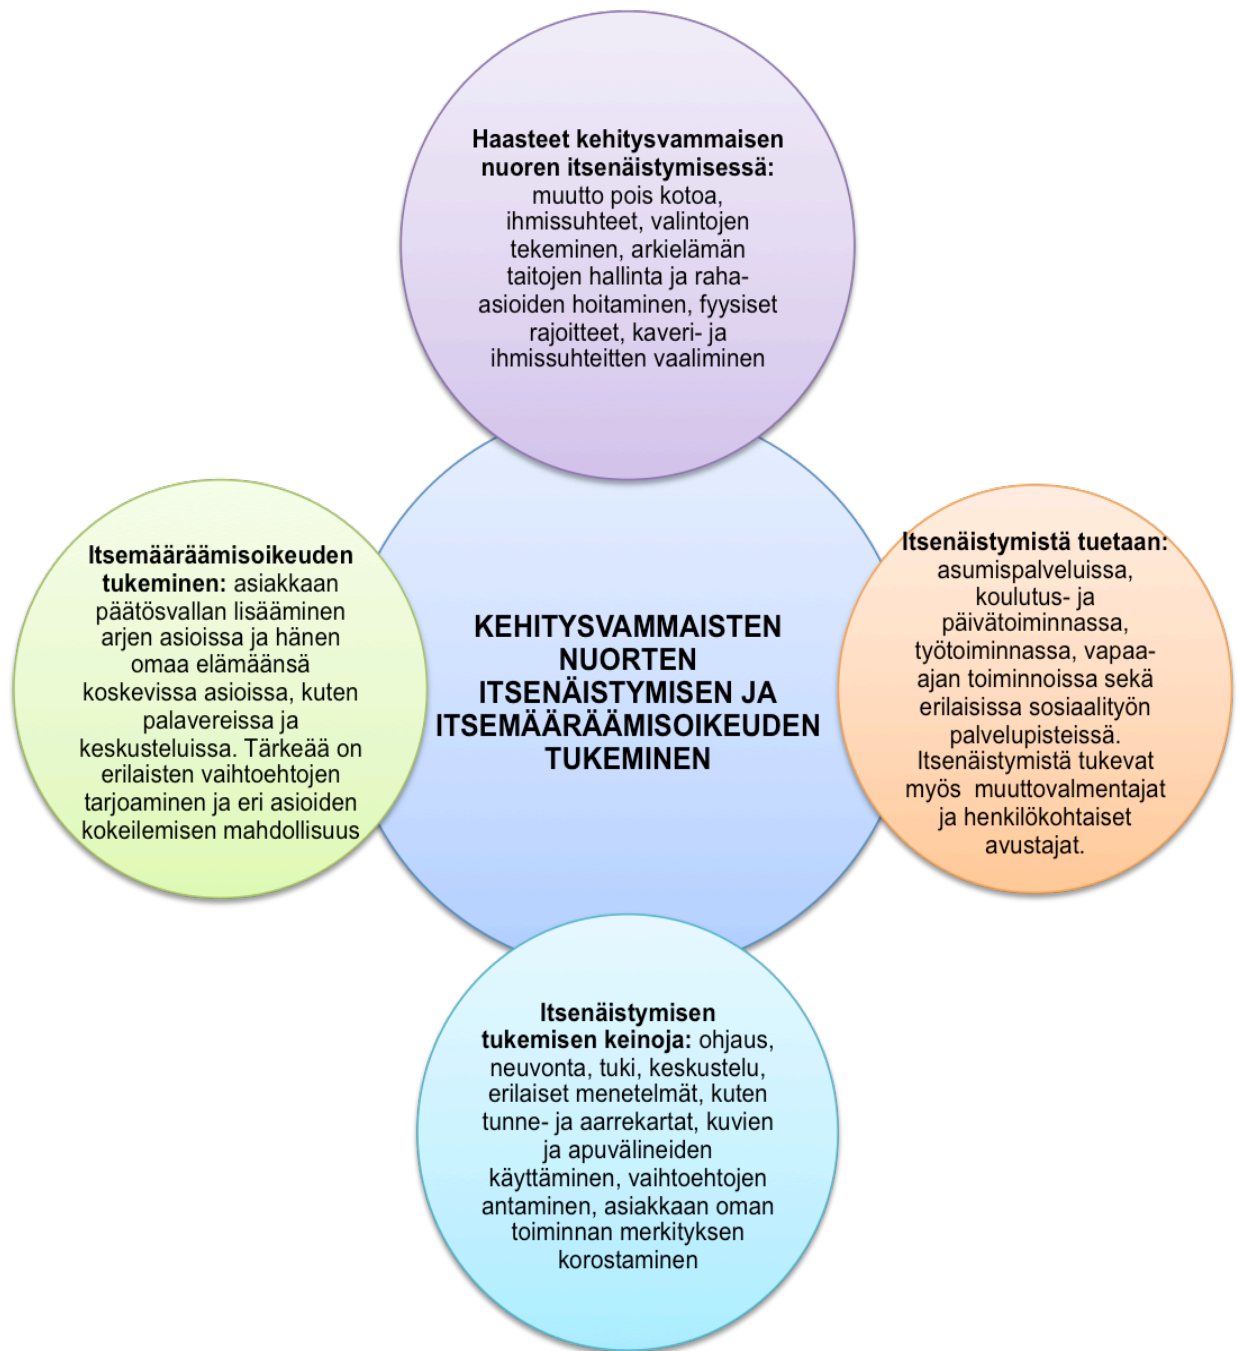 Haasteet kehitysvammaisen
nuoren itsenäistymisessä:
muutto pois kotoa,
ihmissuhteet, valintojen
tekeminen, arkielämän
taitojen hallinta ja raha-
asioiden hoitaminen, fyysiset
rajoitteet, kaveri- ja
ihmissuhteitten vaaliminen
Itsemääräämisoikeuden
tukeminen: asiakkaan
päätösvallan lisääminen
arjen asioissa ja hänen
omaa elämäänsä
koskevissa asioissa, kuten
palavereissa ja
keskusteluissa. Tärkeää on
erilaisten vaihtoehtojen
tarjoaminen ja eri asioiden
kokeilemisen mahdollisuus
KEHITYSVAMMAISTEN
NUORTEN
ITSENÄISTYMISEN JA
ITSEMÄÄRÄÄMISOIKEUDEN
TUKEMINEN
Itsenäistymistä tuetaan:
asumispalveluissa,
koulutus- ja
päivätoiminnassa,
työtoiminnassa, vapaa-
ajan toiminnoissa sekä
erilaisissa sosiaalityön
palvelupisteissä.
Itsenäistymistä tukevat
myös  muuttovalmentajat
ja henkilökohtaiset
avustajat.
Itsenäistymisen
tukemisen keinoja: ohjaus,
neuvonta, tuki, keskustelu,
erilaiset menetelmät, kuten
tunne- ja aarrekartat, kuvien
ja apuvälineiden
käyttäminen, vaihtoehtojen
antaminen, asiakkaan oman
toiminnan merkityksen
korostaminen